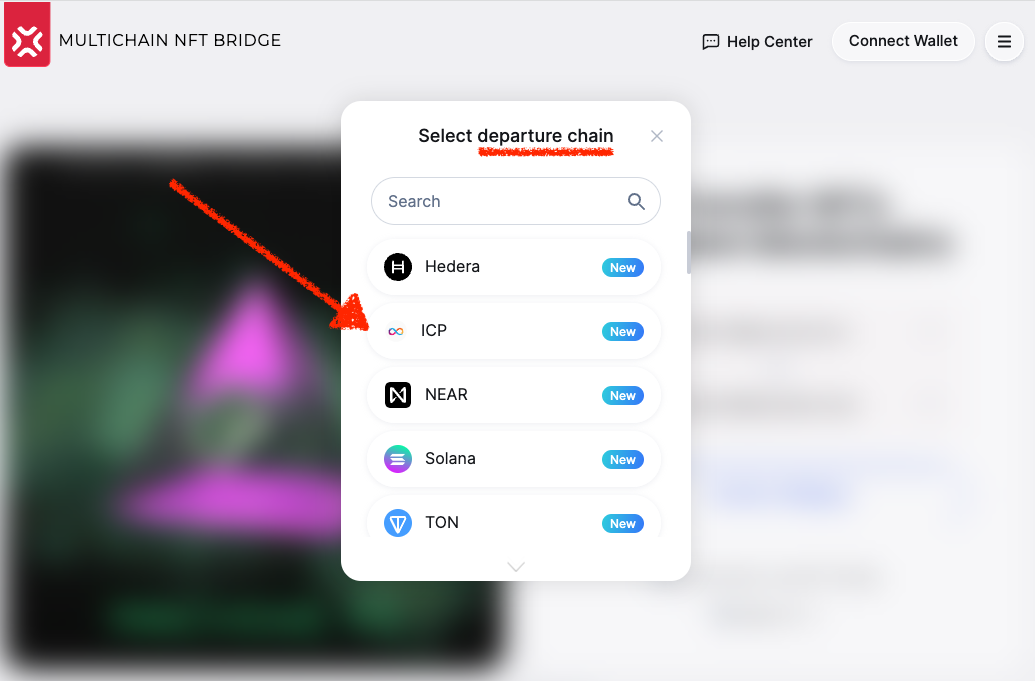 MULTICHAIN NFT BRIDGE
Help Center
Connect Wallet
Select departure chain
Search
Hedera New
ICP New
NEAR New
Solana New
TON New